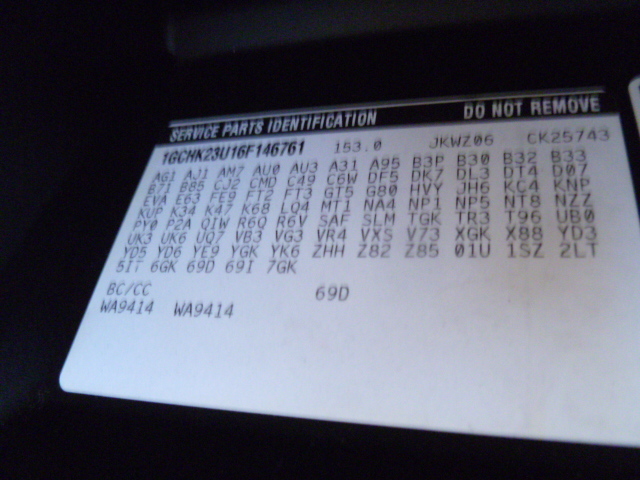 SERVICE PARTS IDENTIFICATION DO NOT REMOVE
1GCHK23U16F146761 153.0 JKWZ06 CK25743
AG1 AJ1 AM7 AU0 AU3 A31 A95 B3P B30 B32 B33
B71 B85 CJ2 CMD C49 C6W DF5 DK7 DL3 DT4 D07
EVA E63 FE9 FT2 FT3 GT5 G80 HVY JH6 KC4 KNP
KUP K34 K47 K68 LQ4 MT1 NA4 NP1 NP5 NT8 NZZ
PY0 P2A QIW R6Q R6V SAF SLM TGK TR3 T96 UB0
UK3 UK6 UQ7 VB3 VG3 VR4 VXS V73 XGK X88 YD3
YD5 YD6 YE9 YGK YK6 ZHH Z82 Z85 01U 1SZ 2LT
5IT 6GK 69D 69I 7GK
BC/CC 69D
WA9414 WA9414